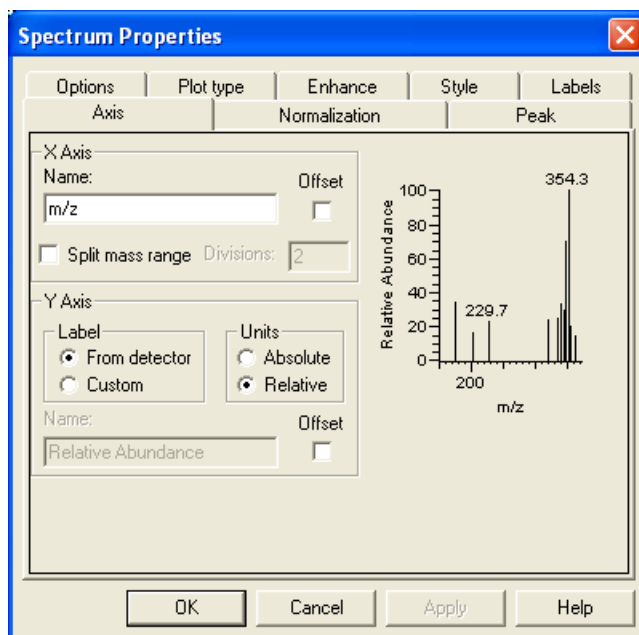 Spectrum Properties
Options Plot type Enhance Style Labels
Axis Normalization Peak
X Axis
Name: Offset
m/z
Split mass range Divisions: 2
Y Axis
Label Units
From detector Absolute
Custom Relative
Name: Offset
Relative Abundance
354.3
229.7
100
80
60
40
20
0
Relative Abundance
200
m/z
OK Cancel Apply Help